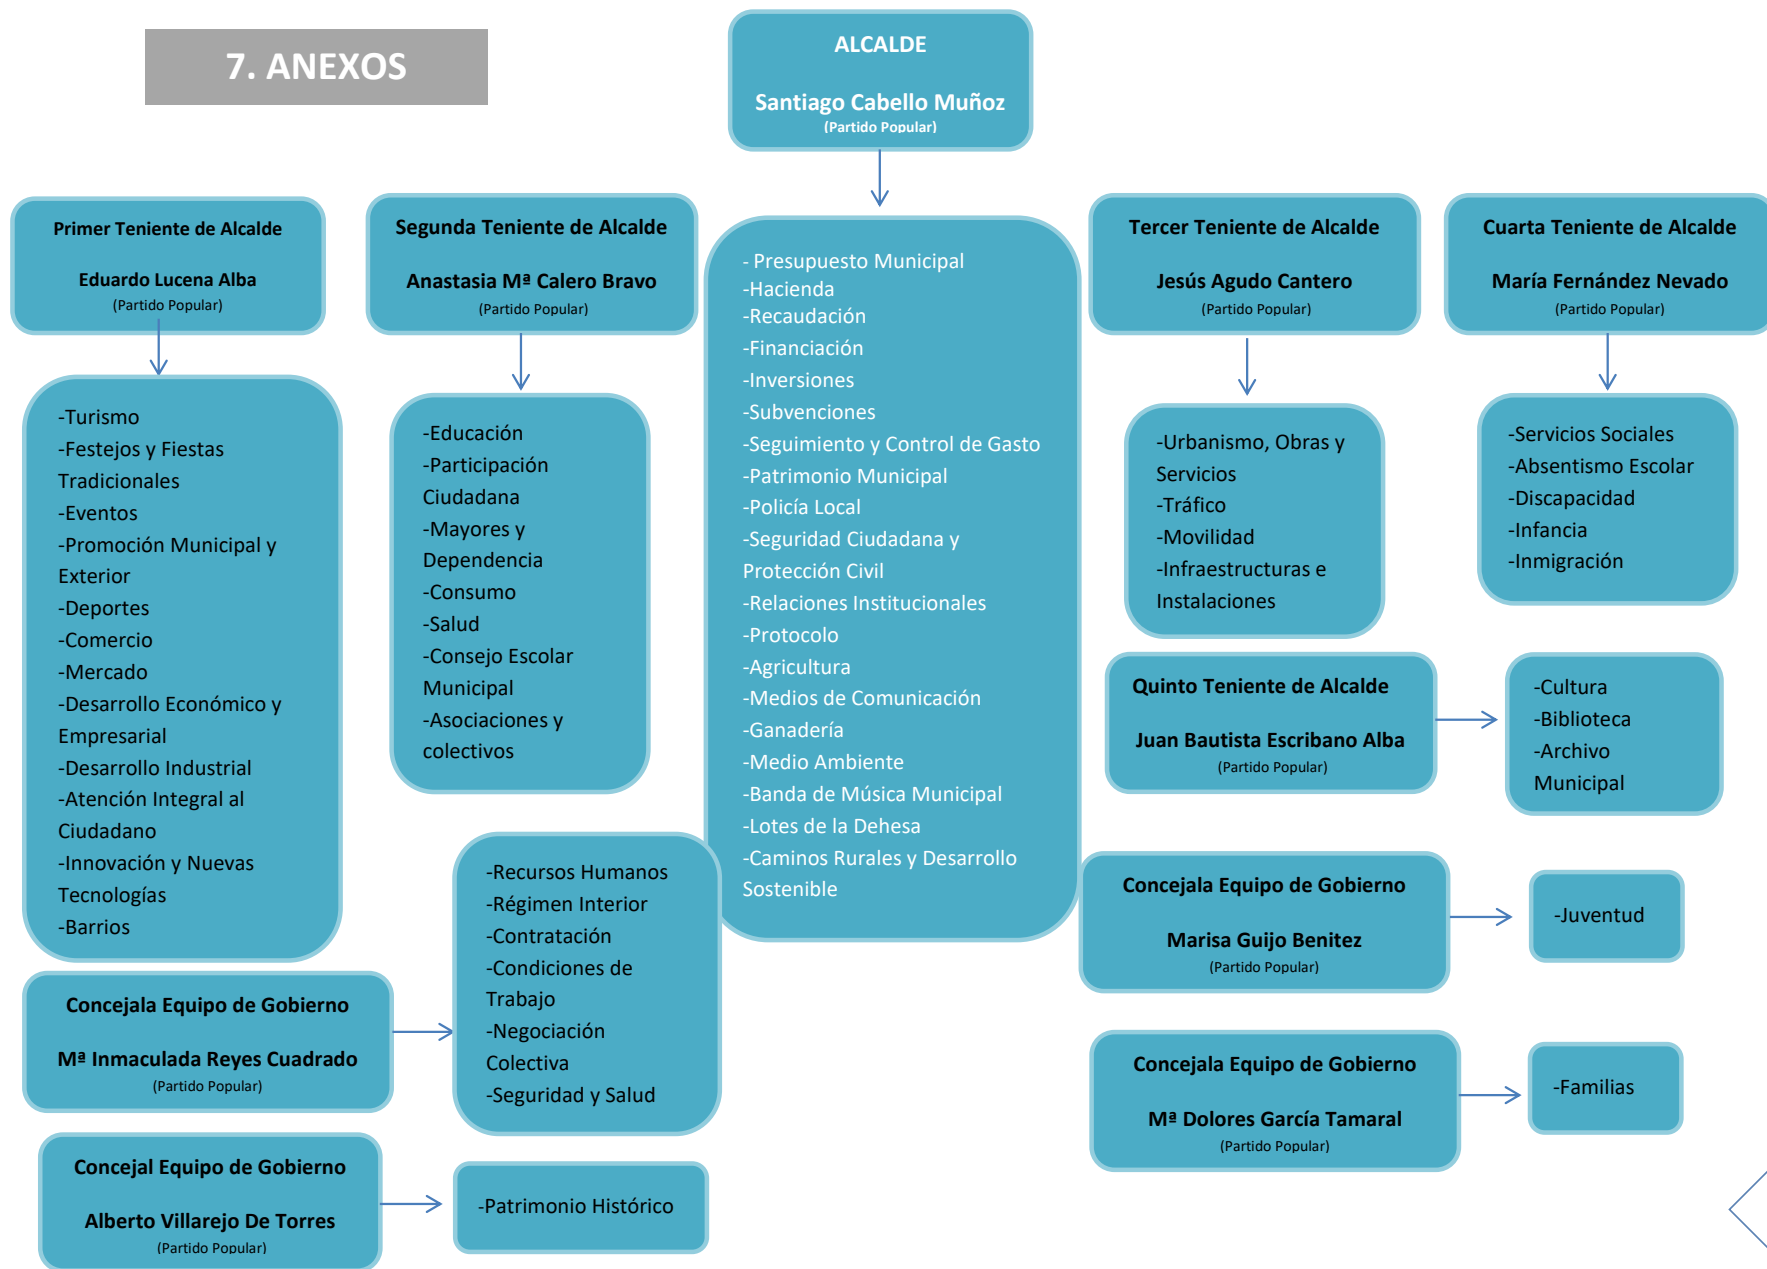 7. ANEXOS
ALCALDE
Santiago Cabello Muñoz
(Partido Popular)
Primer Teniente de Alcalde
Eduardo Lucena Alba
(Partido Popular)
-Turismo
-Festejos y Fiestas
Tradicionales
-Eventos
-Promoción Municipal y
Exterior
-Deportes
-Comercio
-Mercado
-Desarrollo Económico y
Empresarial
-Desarrollo Industrial
-Atención Integral al
Ciudadano
-Innovación y Nuevas
Tecnologías
-Barrios
Segunda Teniente de Alcalde
Anastasia Mª Calero Bravo
(Partido Popular)
-Educación
-Participación
Ciudadana
-Mayores y
Dependencia
-Consumo
-Salud
-Consejo Escolar
Municipal
-Asociaciones y
colectivos
- Presupuesto Municipal
-Hacienda
-Recaudación
-Financiación
-Inversiones
-Subvenciones
-Seguimiento y Control de Gasto
-Patrimonio Municipal
-Policía Local
-Seguridad Ciudadana y
Protección Civil
-Relaciones Institucionales
-Protocolo
-Agricultura
-Medios de Comunicación
-Ganadería
-Medio Ambiente
-Banda de Música Municipal
-Lotes de la Dehesa
-Caminos Rurales y Desarrollo
Sostenible
Tercer Teniente de Alcalde
Jesús Agudo Cantero
(Partido Popular)
-Urbanismo, Obras y
Servicios
-Tráfico
-Movilidad
-Infraestructuras e
Instalaciones
Cuarta Teniente de Alcalde
María Fernández Nevado
(Partido Popular)
-Servicios Sociales
-Absentismo Escolar
-Discapacidad
-Infancia
-Inmigración
Quinto Teniente de Alcalde
Juan Bautista Escribano Alba
(Partido Popular)
-Cultura
-Biblioteca
-Archivo
Municipal
Concejala Equipo de Gobierno
Marisa Guijo Benitez
(Partido Popular)
-Juventud
Concejala Equipo de Gobierno
Mª Inmaculada Reyes Cuadrado
(Partido Popular)
-Recursos Humanos
-Régimen Interior
-Contratación
-Condiciones de
Trabajo
-Negociación
Colectiva
-Seguridad y Salud
Concejala Equipo de Gobierno
Mª Dolores García Tamaral
(Partido Popular)
-Familias
Concejal Equipo de Gobierno
Alberto Villarejo De Torres
(Partido Popular)
-Patrimonio Histórico